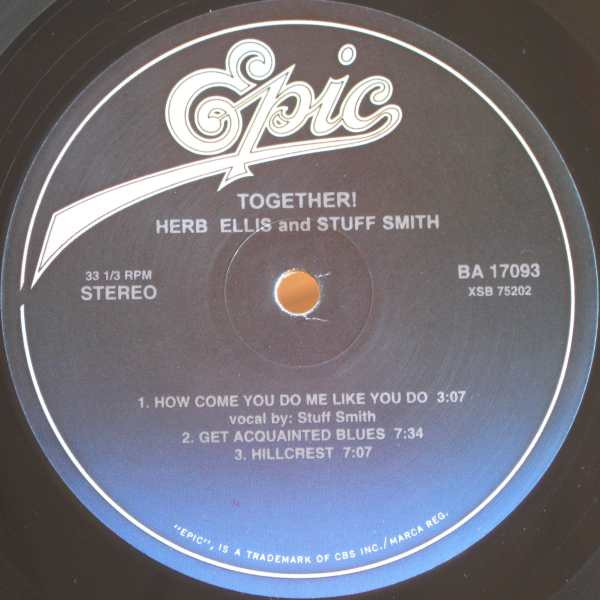 Epic
TOGETHER!
HERB ELLIS and STUFF SMITH
33 1/3 RPM
STEREO
BA 17093
XSB 75202
1. HOW COME YOU DO ME LIKE YOU DO 3:07
vocal by: Stuff Smith
2. GET ACQUAINTED BLUES 7:34
3. HILLCREST 7:07
"EPIC", IS A TRADEMARK OF CBS INC./MARCA REG.